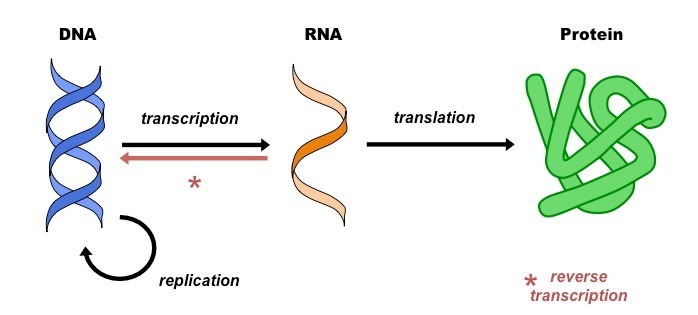 DNA
RNA
Protein
transcription
translation
*
replication
* reverse
transcription